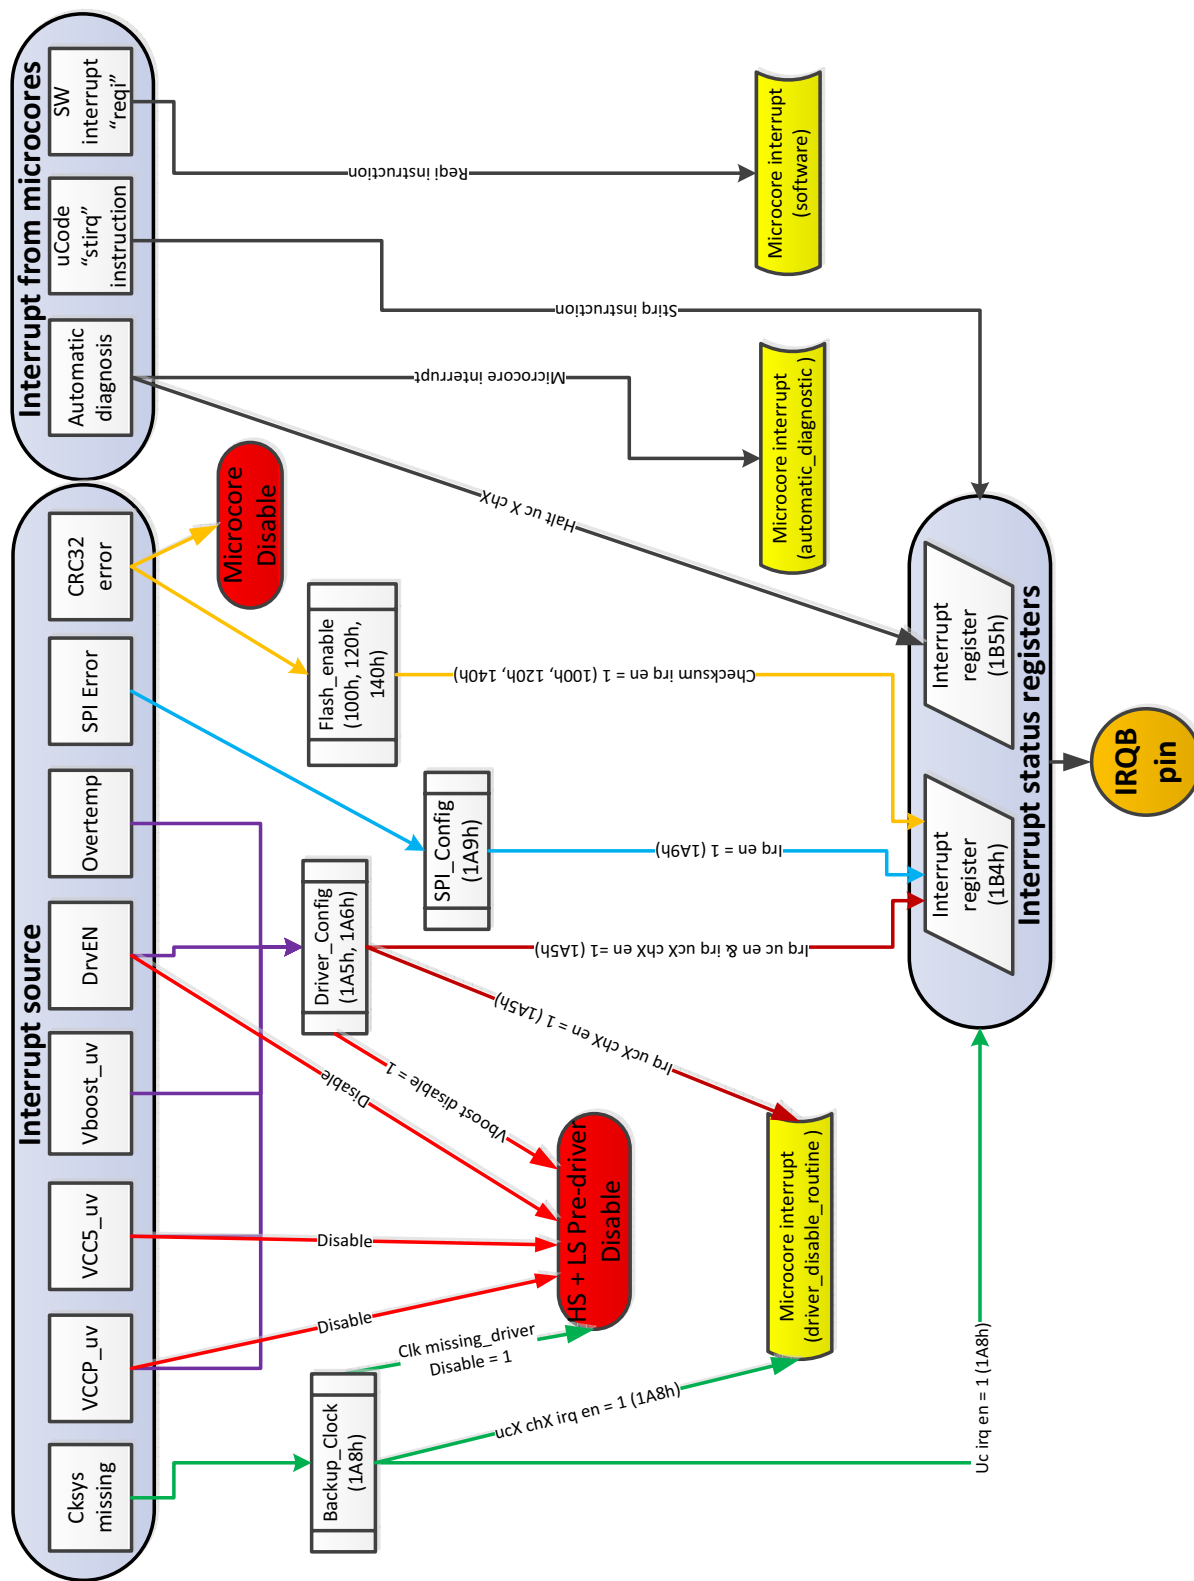 Interrupt source
Cksys
missing
VCCP_uv
VCC5_uv
Vboost_uv
DrvEN
Overtemp
SPI Error
CRC32
error
Interrupt from microcores
Automatic
diagnosis
uCode
“stirq”
instruction
SW
interrupt
“reqi”
Microcore
Disable
Backup_Clock
(1A8h)
Driver_Config
(1A5h, 1A6h)
SPI_Config
(1A9h)
Flash_enable
(100h, 120h,
140h)
Clk missing_driver
Disable = 1
Disable
Disable
Disable
Vboost disable = 1
HS + LS Pre-driver
Disable
ucX chX irq en = 1 (1A8h)
Irq ucX chX en = 1 (1A5h)
Irq uc en & irq ucX chX en =1 (1A5h)
Irq en = 1 (1A9h)
Checksum irq en = 1 (100h, 120h, 140h)
Halt uc X chX
Microcore interrupt
Stirq instruction
Reqi instruction
Microcore interrupt
(driver_disable_routine )
Microcore interrupt
(automatic_diagnostic )
Microcore interrupt
(software)
Uc irq en = 1 (1A8h)
Interrupt
register
(1B4h)
Interrupt
register
(1B5h)
Interrupt status registers
IRQB
pin